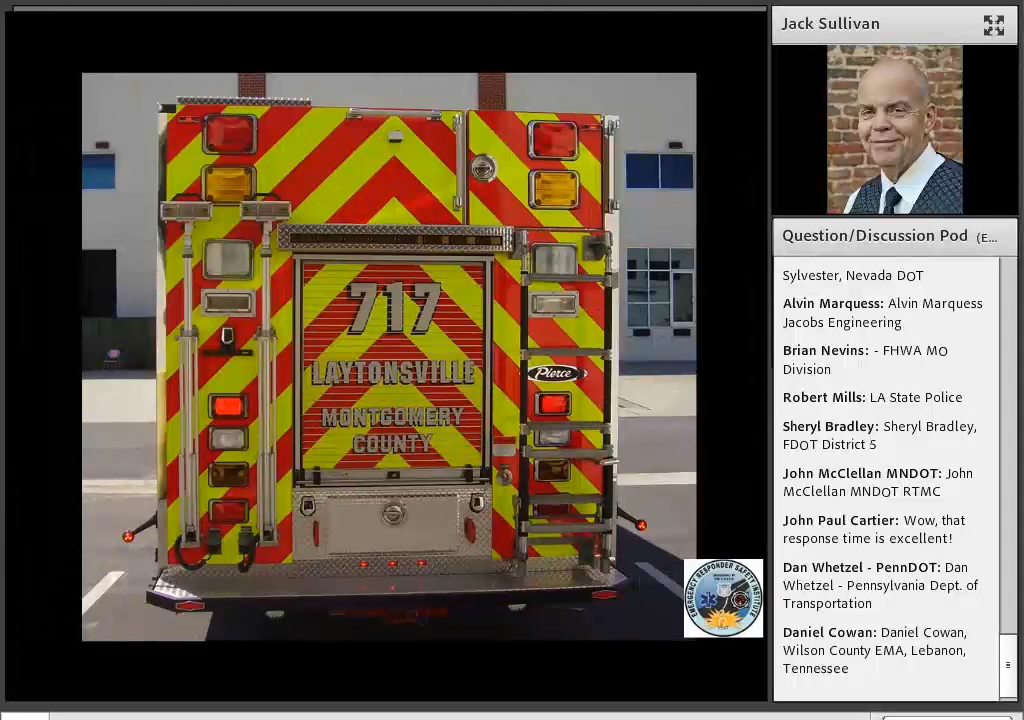 Jack Sullivan
717
LAYTONSVILLE
MONTGOMERY
COUNTY
Pierce
EMERGENCY RESPONDER SAFETY INSTITUTE
Question/Discussion Pod (E...
Sylvester, Nevada DOT
Alvin Marquess: Alvin Marquess
Jacobs Engineering
Brian Nevins: - FHWA MO
Division
Robert Mills: LA State Police
Sheryl Bradley: Sheryl Bradley,
FDOT District 5
John McClellan MNDOT: John
McClellan MNDOT RTMC
John Paul Cartier: Wow, that
response time is excellent!
Dan Whetzel - PennDOT: Dan
Whetzel - Pennsylvania Dept. of
Transportation
Daniel Cowan: Daniel Cowan,
Wilson County EMA, Lebanon,
Tennessee